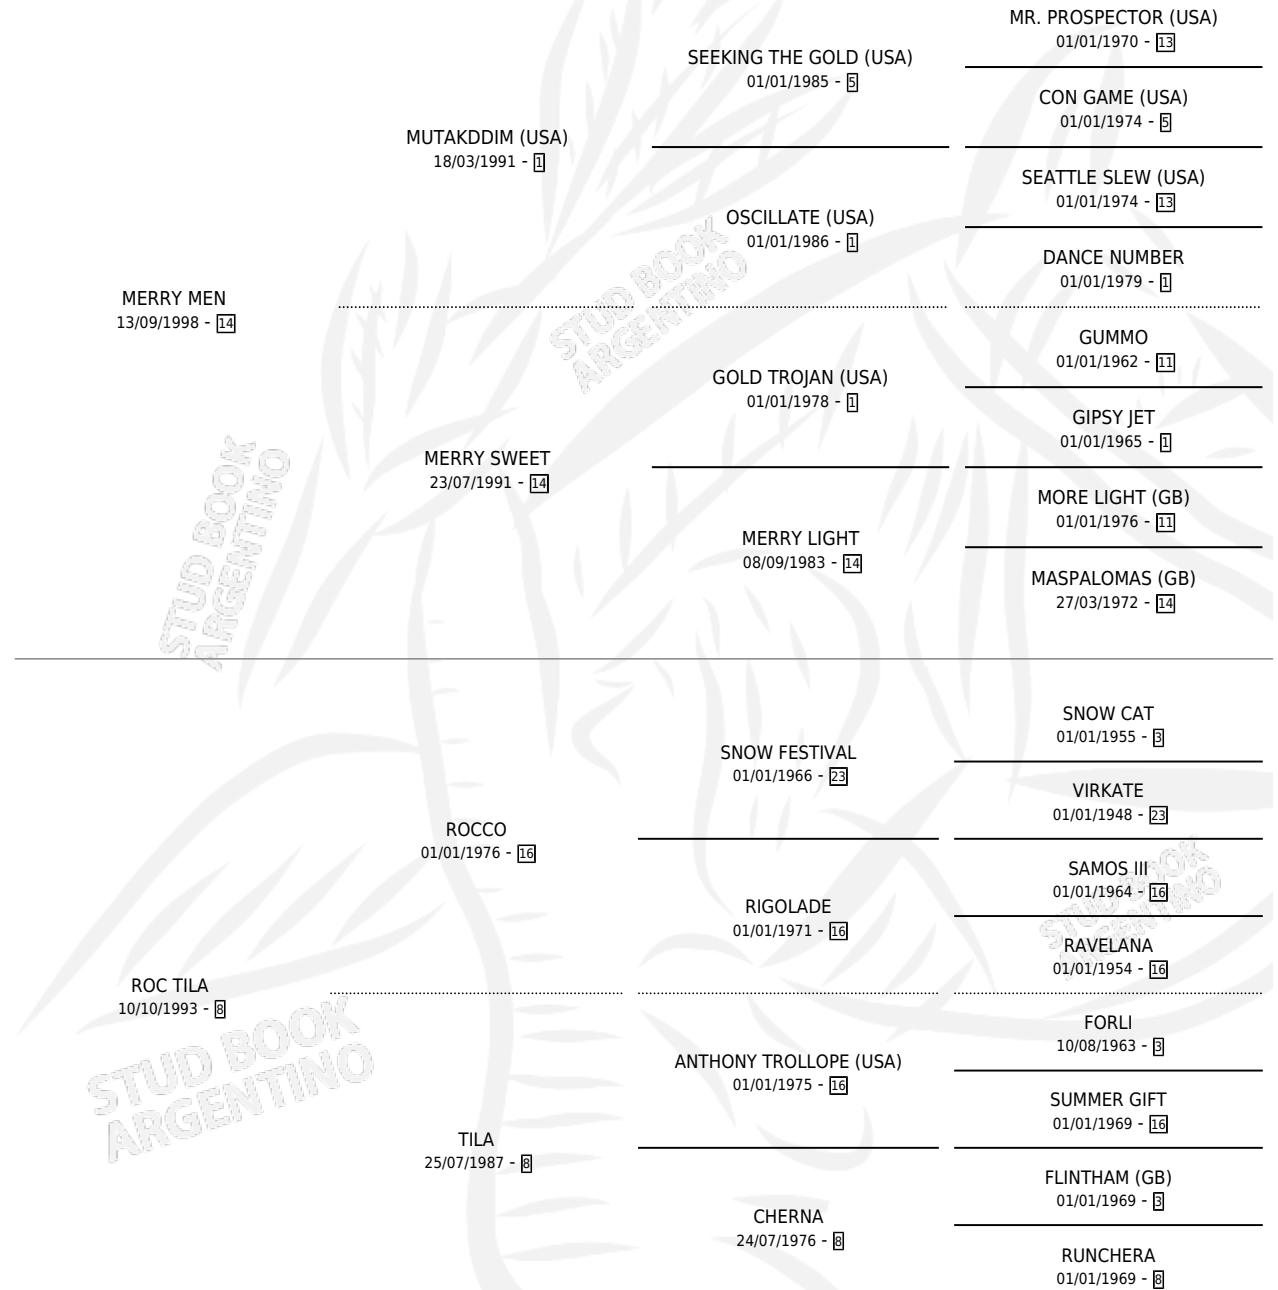 MR. PROSPECTOR (USA)
01/01/1970 - 13
SEEKING THE GOLD (USA)
01/01/1985 - 5
CON GAME (USA)
01/01/1974 - 5
MUTAKDDIM (USA)
18/03/1991 - 1
SEATTLE SLEW (USA)
01/01/1974 - 13
OSCILLATE (USA)
01/01/1986 - 1
DANCE NUMBER
01/01/1979 - 1
STUD BOOK
ARGENTINO
MERRY MEN
13/09/1998 - 14
GUMMO
01/01/1962 - 11
GOLD TROJAN (USA)
01/01/1978 - 1
GIPSY JET
01/01/1965 - 1
MERRY SWEET
23/07/1991 - 14
MORE LIGHT (GB)
01/01/1976 - 11
MERRY LIGHT
08/09/1983 - 14
MASPALOMAS (GB)
27/03/1972 - 14
STUD BOOK
ARGENTINO
SNOW CAT
01/01/1955 - 3
SNOW FESTIVAL
01/01/1966 - 23
VIRKATE
01/01/1948 - 23
ROCCO
01/01/1976 - 16
SAMOS III
01/01/1964 - 16
RIGOLADE
01/01/1971 - 16
RAVELANA
01/01/1954 - 16
STUD BOOK
ARGENTINO
ROC TILA
10/10/1993 - 8
FORLI
10/08/1963 - 3
ANTHONY TROLLOPE (USA)
01/01/1975 - 16
SUMMER GIFT
01/01/1969 - 16
STUD BOOK
ARGENTINO
TILA
25/07/1987 - 8
FLINTHAM (GB)
01/01/1969 - 3
CHERNA
24/07/1976 - 8
RUNCHERA
01/01/1969 - 8